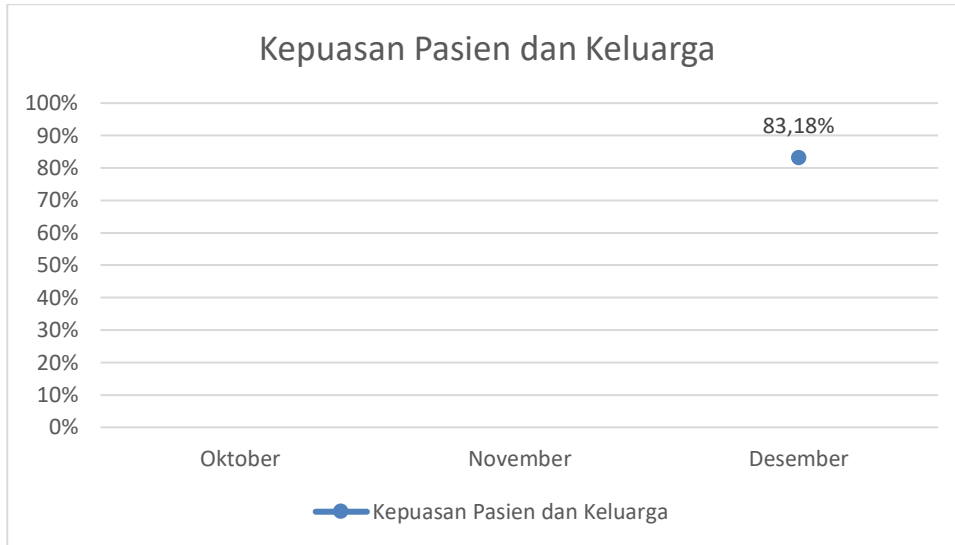 Kepuasan Pasien dan Keluarga
100%
90%
80%
70%
60%
50%
40%
30%
20%
10%
0%
83,18%
Oktober
November
Desember
Kepuasan Pasien dan Keluarga